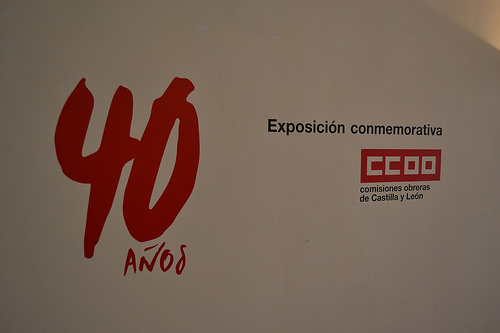 40
AÑOS
Exposición conmemorativa
CCOO
comisiones obreras
de Castilla y León